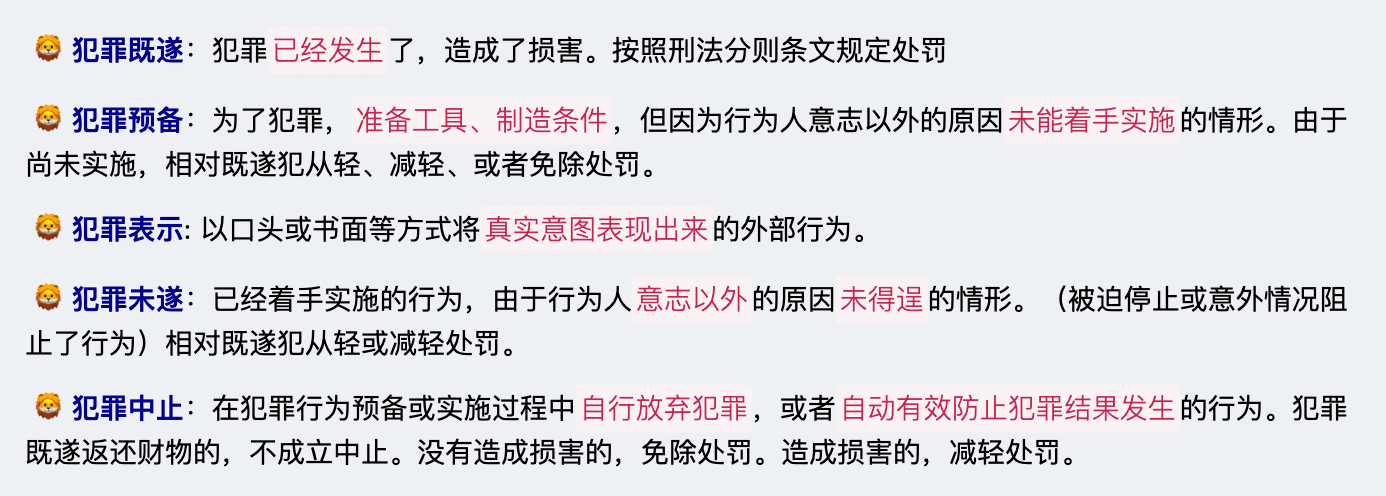 🦁 犯罪既遂：犯罪已经发生了，造成了损害。按照刑法分则条文规定处罚
🦁 犯罪预备：为了犯罪，准备工具、制造条件，但因为行为人意志以外的原因未能着手实施的情形。由于
尚未实施，相对既遂犯从轻、减轻、或者免除处罚。
🦁 犯罪表示: 以口头或书面等方式将真实意图表现出来的外部行为。
🦁 犯罪未遂：已经着手实施的行为，由于行为人意志以外的原因未得逞的情形。（被迫停止或意外情况阻
止了行为）相对既遂犯从轻或减轻处罚。
🦁 犯罪中止：在犯罪行为预备或实施过程中自行放弃犯罪，或者自动有效防止犯罪结果发生的行为。犯罪
既遂返还财物的，不成立中止。没有造成损害的，免除处罚。造成损害的，减轻处罚。